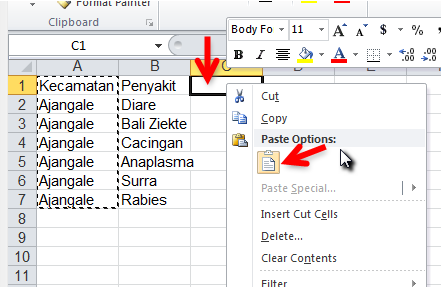 Format Painter
Clipboard
C1
Body Fo 11 A A $ %
B I A
A B
1 Kecamatan Penyakit
2 Ajangale Diare
3 Ajangale Bali Ziekte
4 Ajangale Cacingan
5 Ajangale Anaplasma
6 Ajangale Surra
7 Ajangale Rabies
8
9
10
11
Cut
Copy
Paste Options:
Paste Special...
Insert Cut Cells
Delete...
Clear Contents
Filter